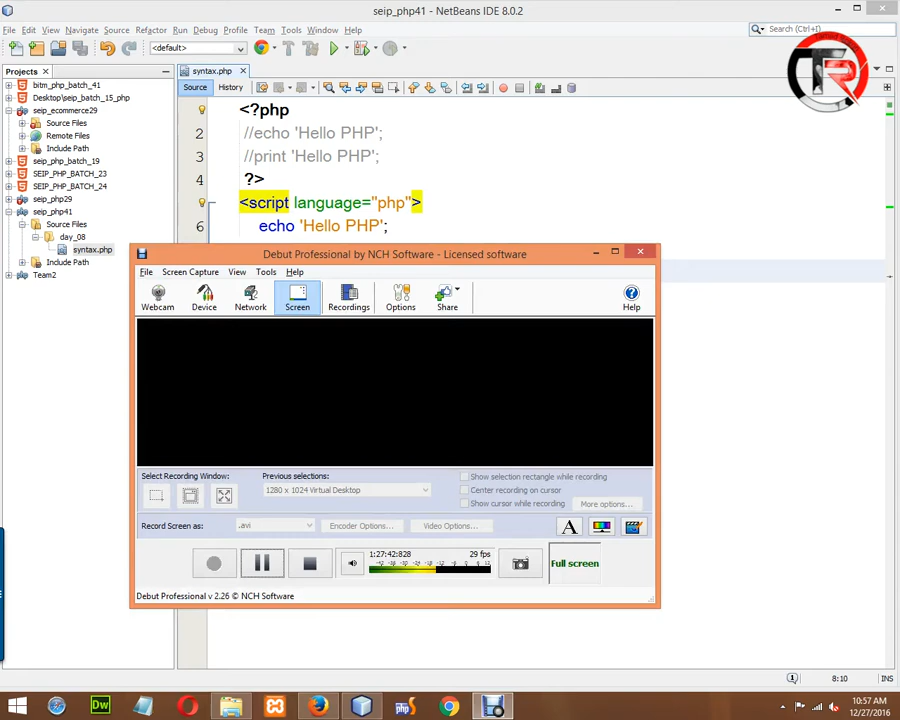 seip_php41 - NetBeans IDE 8.0.2
File Edit View Navigate Source Refactor Run Debug Profile Team Tools Window Help
Search (Ctrl+I)
<default>
Projects
syntax.php
Source History
bitm_php_batch_41
Desktop\seip_batch_15_php
seip_ecommerce29
Source Files
Remote Files
Include Path
seip_php_batch_19
SEIP_PHP_BATCH_23
SEIP_PHP_BATCH_24
seip_php29
seip_php41
Source Files
day_08
syntax.php
Include Path
Team2
<?php
2 //echo 'Hello PHP';
3 //print 'Hello PHP';
4 ?>
<script language="php">
6 echo 'Hello PHP';
Debut Professional by NCH Software - Licensed software
File Screen Capture View Tools Help
Webcam Device Network Screen Recordings Options Share Help
Select Recording Window:
Previous selections:
1280 x 1024 Virtual Desktop
Show selection rectangle while recording
Center recording on cursor
Show cursor while recording
More options...
Record Screen as: .avi Encoder Options... Video Options...
A
1:27:42:828 29 fps
Full screen
Debut Professional v 2.26 © NCH Software
8:10 INS
Dw
php
10:57 AM
12/27/2016